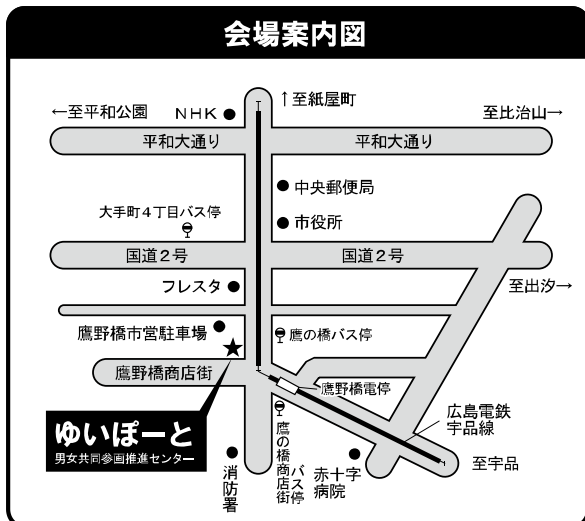 会場案内図
↑至紙屋町
←至平和公園
NHK
至比治山→
平和大通り
平和大通り
中央郵便局
大手町4丁目バス停
市役所
国道2号
国道2号
フレスタ
至出汐→
鷹野橋市営駐車場
鷹の橋バス停
鷹野橋商店街
鷹野橋電停
広島電鉄
宇品線
ゆいぽーと
男女共同参画推進センター
消防署
鷹の橋商店街
バス停
赤十字
病院
至宇品